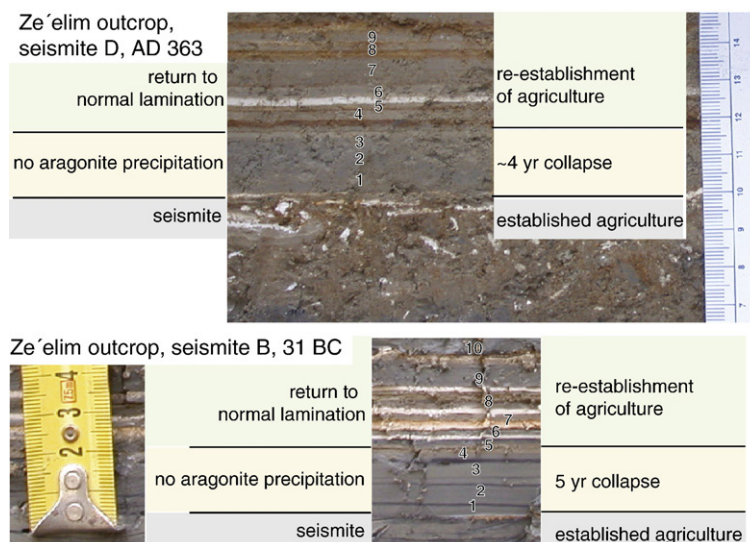 Ze´elim outcrop,
seismite D, AD 363
return to
normal lamination
no aragonite precipitation
seismite
9
8
7
6
5
4
3
2
1
re-establishment
of agriculture
~4 yr collapse
established agriculture
14
13
12
11
10
9
8
7
Ze´elim outcrop, seismite B, 31 BC
4
7.5m
3
2
return to
normal lamination
no aragonite precipitation
seismite
10
9
8
7
6
5
4
3
2
1
re-establishment
of agriculture
5 yr collapse
established agriculture